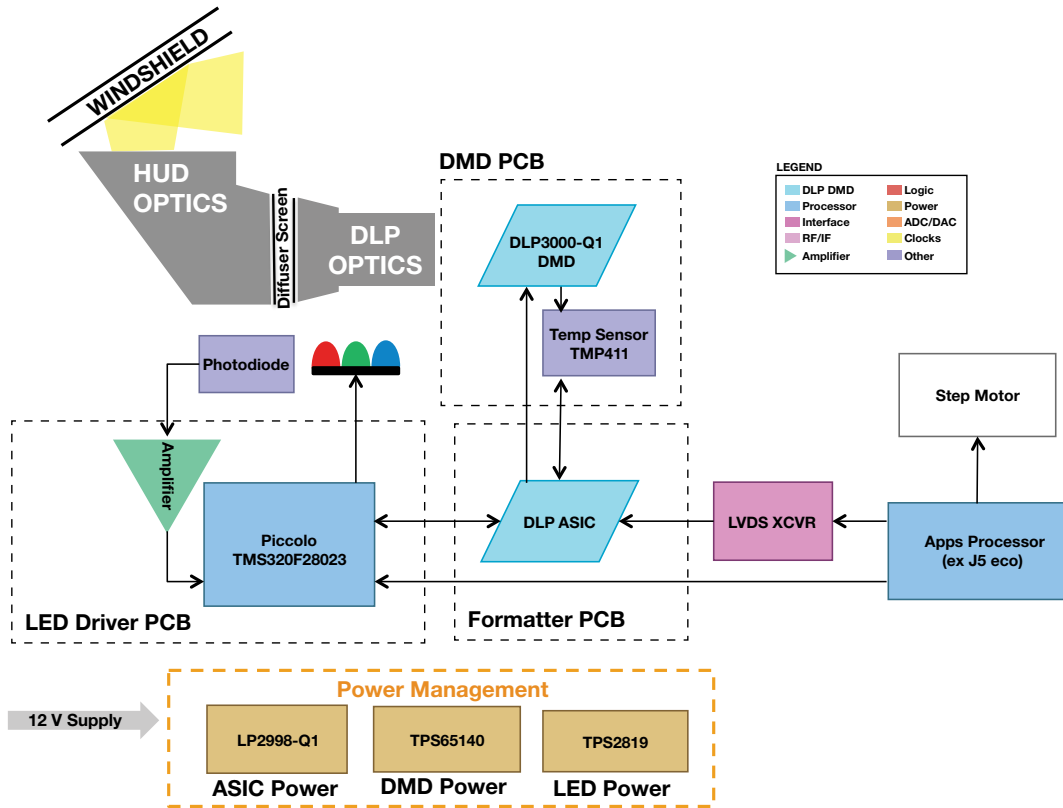 WINDSHIELD
HUD
OPTICS
Diffuser Screen
DLP
OPTICS
DMD PCB
DLP3000-Q1
DMD
Temp Sensor
TMP411
LEGEND
DLP DMD
Processor
Interface
RF/IF
Amplifier
Logic
Power
ADC/DAC
Clocks
Other
Photodiode
Step Motor
Amplifier
Piccolo
TMS320F28023
LED Driver PCB
DLP ASIC
Formatter PCB
LVDS XCVR
Apps Processor
(ex J5 eco)
12 V Supply
Power Management
LP2998-Q1
ASIC Power
TPS65140
DMD Power
TPS2819
LED Power